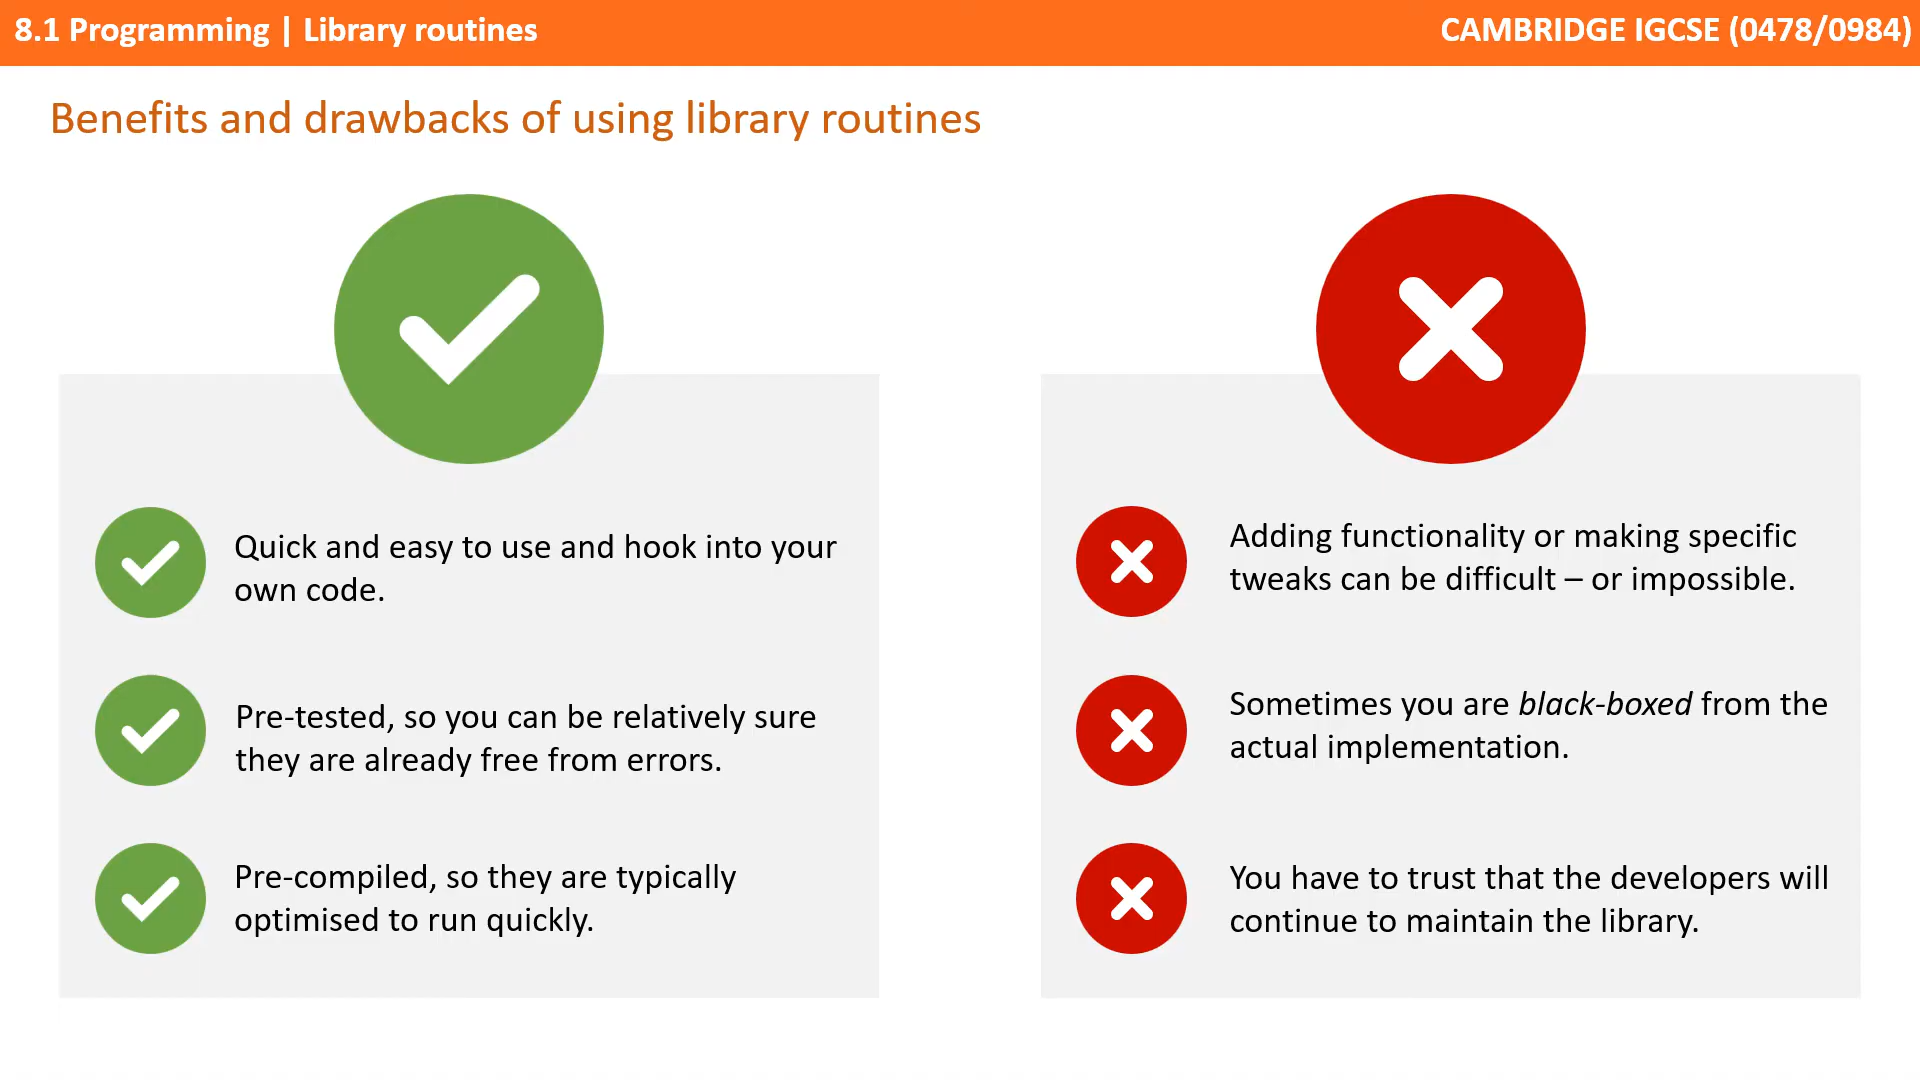 8.1 Programming | Library routines
CAMBRIDGE IGCSE (0478/0984)
Benefits and drawbacks of using library routines
Quick and easy to use and hook into your
own code.
Pre-tested, so you can be relatively sure
they are already free from errors.
Pre-compiled, so they are typically
optimised to run quickly.
Adding functionality or making specific
tweaks can be difficult – or impossible.
Sometimes you are black-boxed from the
actual implementation.
You have to trust that the developers will
continue to maintain the library.